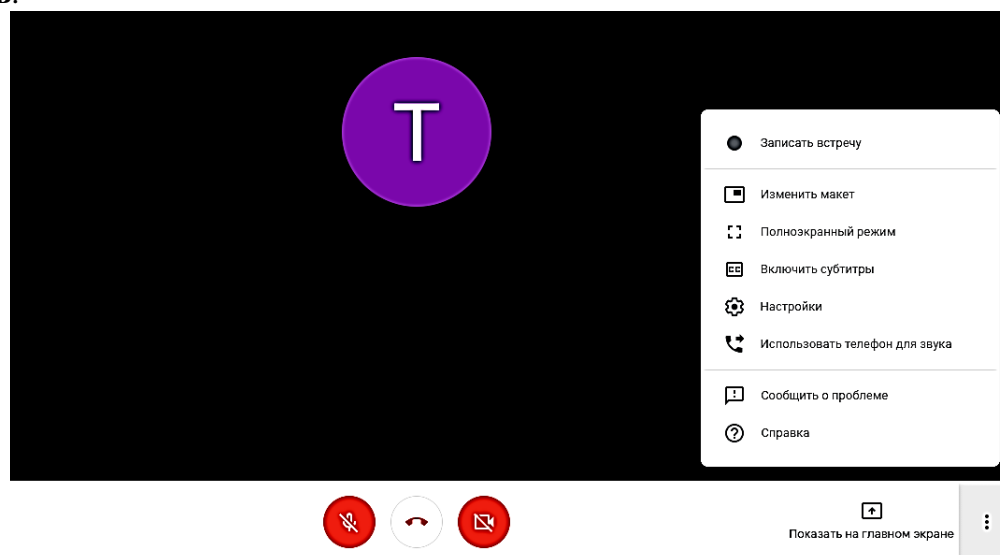 Т
Записать встречу
Изменить макет
Полноэкранный режим
Включить субтитры
Настройки
Использовать телефон для звука
Сообщить о проблеме
Справка
Показать на главном экране